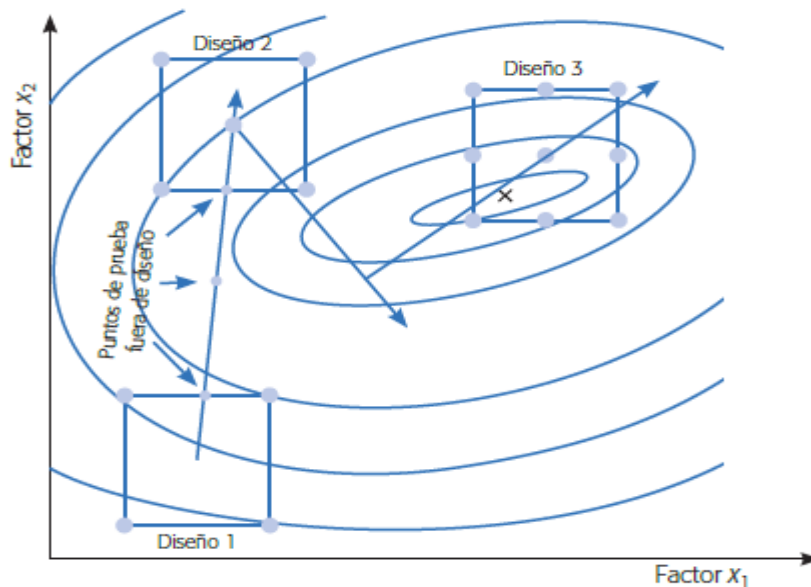 Diseño 2
Diseño 3
Factor x₂
Puntos de prueba
fuera de diseño
Diseño 1
Factor x₁